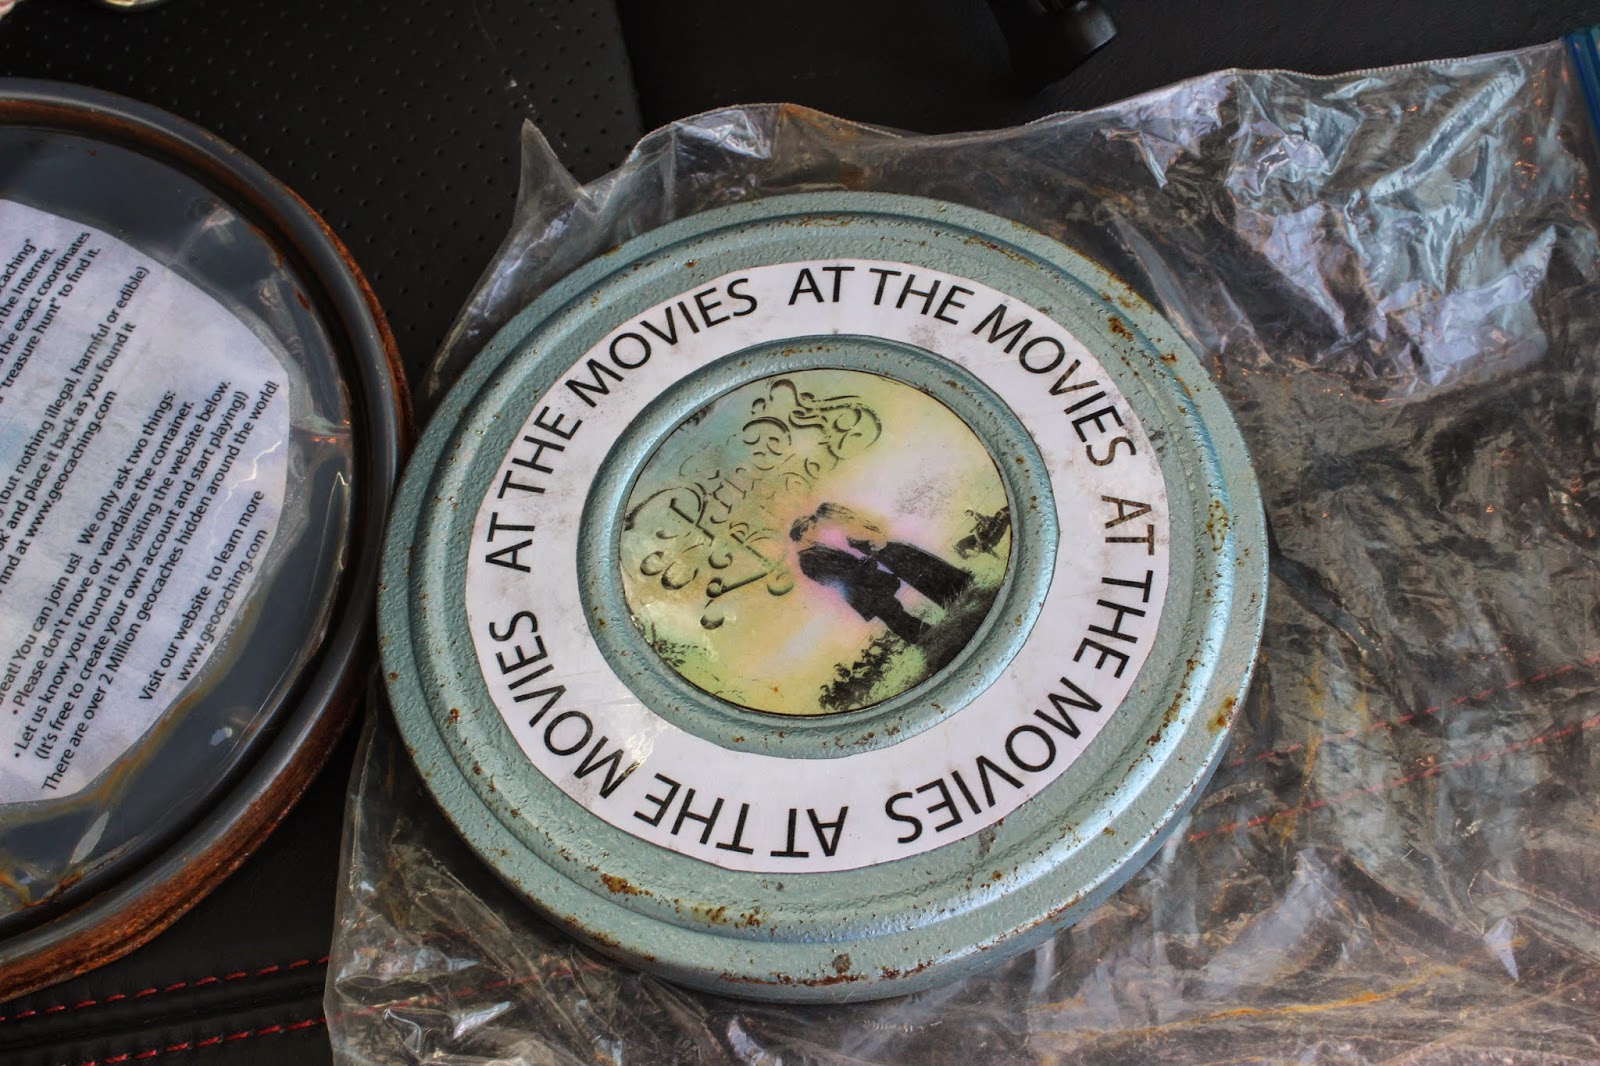 caching"
the Internet.
s the exact coordinates
treasure hunt" to find it.
(but nothing illegal, harmful or edible)
and place it back as you found it
find at www.geocaching.com
You can join us! We only ask two things:
• Please don't move or vandalize the container.
• Let us know you found it by visiting the website below.
(It's free to create your own account and start playing!)
There are over 2 Million geocaches hidden around the world!
Visit our website to learn more
www.geocaching.com
AT THE MOVIES
AT THE MOVIES
AT THE MOVIES
AT THE MOVIES
Princess
Bride